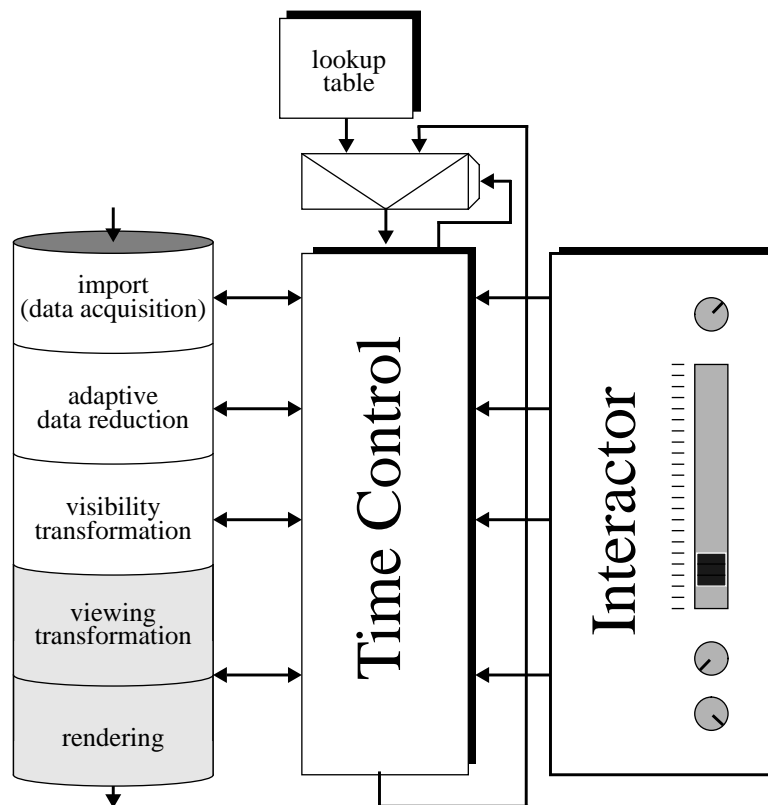 lookup
table
import
(data acquisition)
adaptive
data reduction
visibility
transformation
viewing
transformation
rendering
Time Control
Interactor